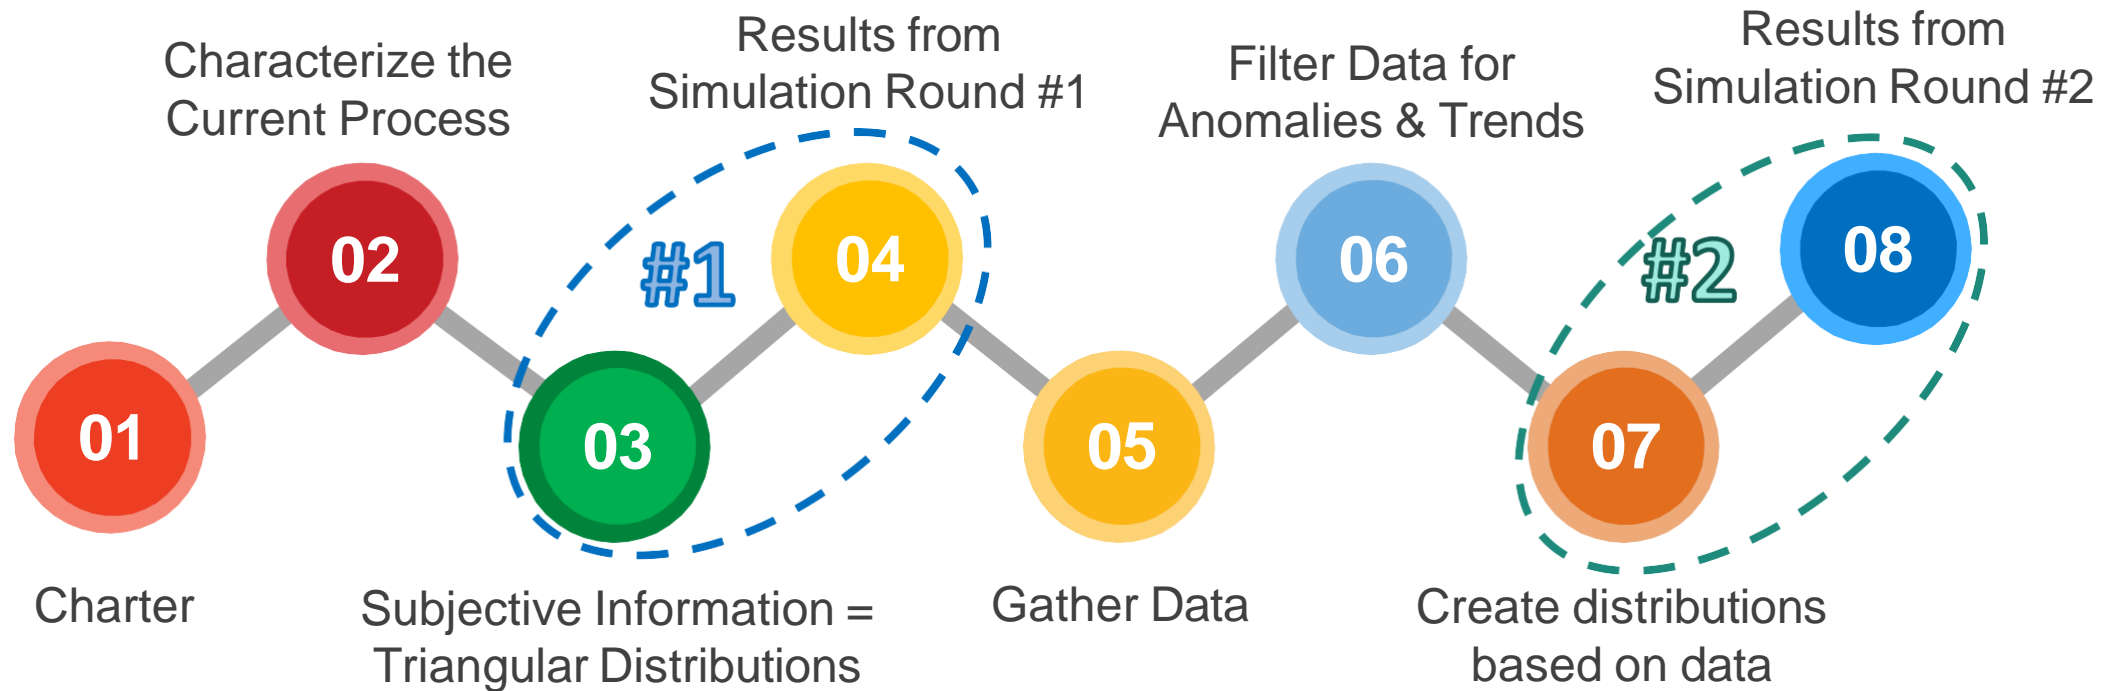 Characterize the
Current Process
Results from
Simulation Round #1
Filter Data for
Anomalies & Trends
Results from
Simulation Round #2
01
02
03
#1
04
05
06
07
#2
08
Charter
Subjective Information =
Triangular Distributions
Gather Data
Create distributions
based on data